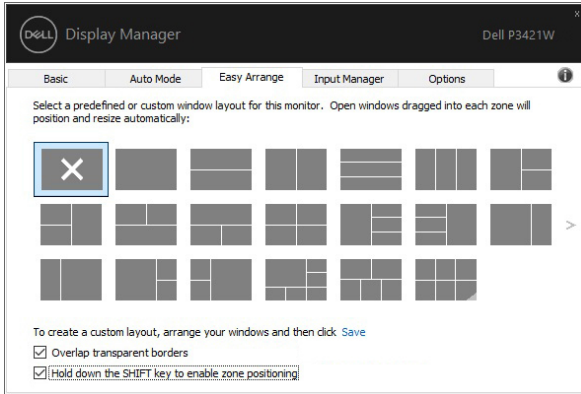 DELL Display Manager
Dell P3421W
Basic Auto Mode Easy Arrange Input Manager Options
Select a predefined or custom window layout for this monitor. Open windows dragged into each zone will
position and resize automatically:
To create a custom layout, arrange your windows and then click Save
Overlap transparent borders
Hold down the SHIFT key to enable zone positioning